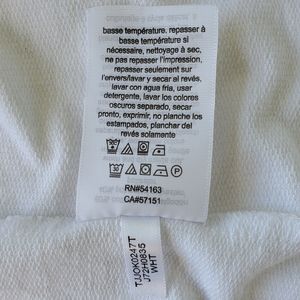 basse température. repasser à
basse température si
nécessaire, nettoyage à sec,
ne pas repasser l'impression,
repasser seulement sur
l'envers/lavar y secar al revés.
lavar con agua fria, usar
detergente, lavar los colores
oscuros separado, secar
pronto, exprimir, no planche los
estampados, planchar del
revés solamente
RN#54163
CA#57151
TJJOK0247T
J72H0835
WHT